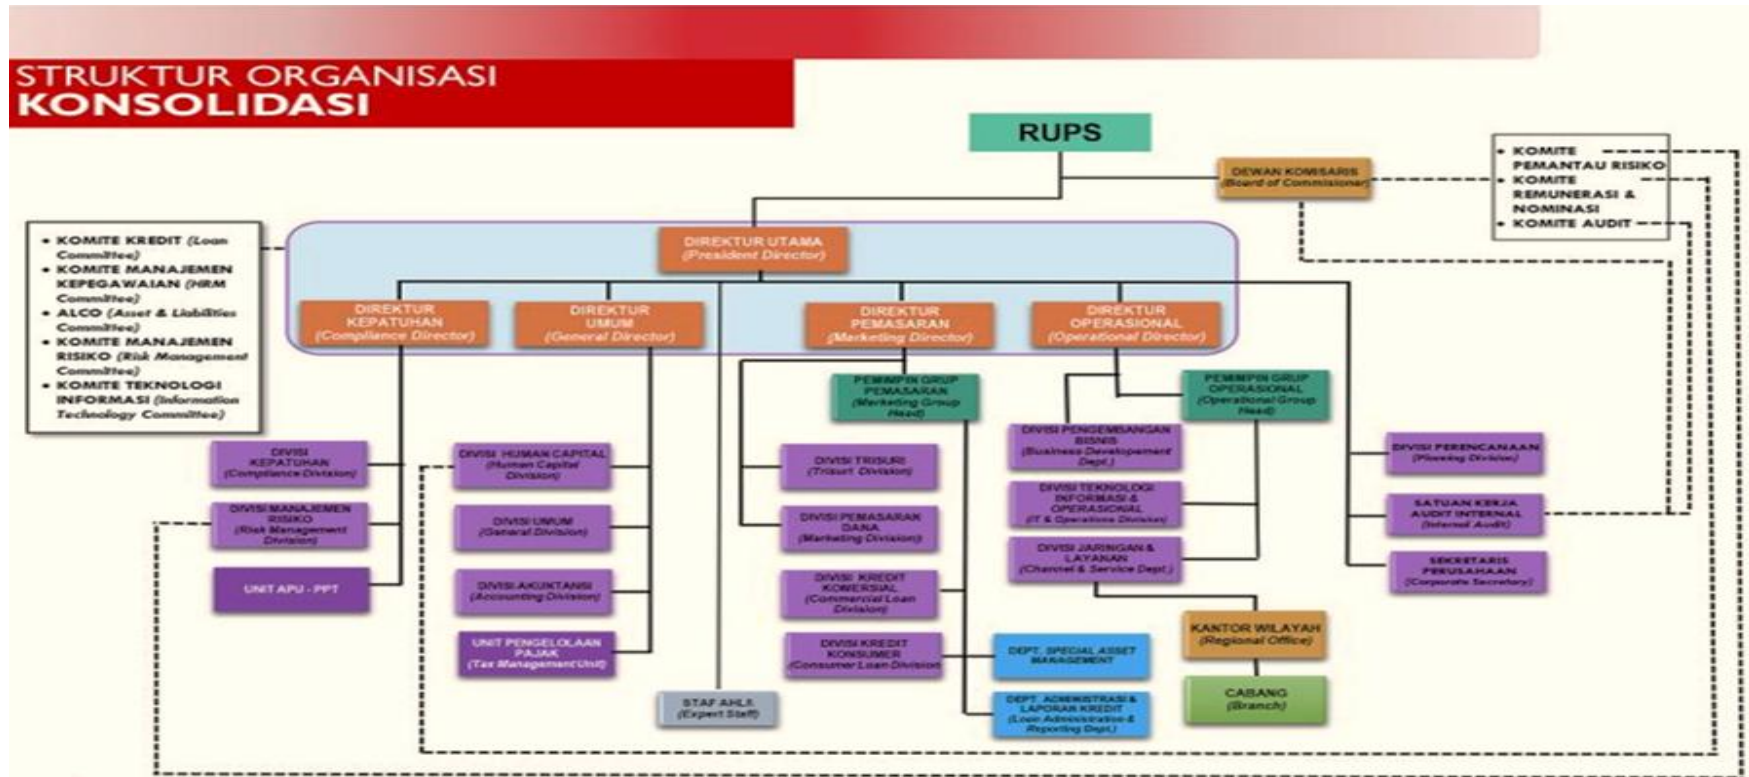 STRUKTUR ORGANISASI
KONSOLIDASI
RUPS
DEWAN KOMISARIS
(Board of Commisioner)
• KOMITE
PEMANTAU RISIKO
• KOMITE
REMUNERASI &
NOMINASI
• KOMITE AUDIT
• KOMITE KREDIT (Loan
Committee)
• KOMITE MANAJEMEN
KEPEGAWAIAN (HRM
Committee)
• ALCO (Asset & Liabilities
Committee)
• KOMITE MANAJEMEN
RISIKO (Risk Management
Committee)
• KOMITE TEKNOLOGI
INFORMASI (Information
Technology Committee)
DIREKTUR UTAMA
(President Director)
DIREKTUR
KEPATUHAN
(Compliance Director)
DIREKTUR
UMUM
(General Director)
DIREKTUR
PEMASARAN
(Marketing Director)
DIREKTUR
OPERASIONAL
(Operational Director)
PEMIMPIN GRUP
PEMASARAN
(Marketing Group
Head)
PEMIMPIN GRUP
OPERASIONAL
(Operational Group
Head)
DIVISI
KEPATUHAN
(Compliance Division)
DIVISI MANAJEMEN
RISIKO
(Risk Management
Division)
UNIT APU - PPT
DIVISI HUMAN CAPITAL
(Human Capital
Division)
DIVISI UMUM
(General Division)
DIVISI AKUNTANSI
(Accounting Division)
UNIT PENGELOLAAN
PAJAK
(Tax Management Unit)
STAF AHLI
(Expert Staff)
DIVISI TRISURI
(Trisuri Division)
DIVISI PEMASARAN
DANA
(Marketing Division)
DIVISI KREDIT
KOMERSIAL
(Commercial Loan
Division)
DIVISI KREDIT
KONSUMER
(Consumer Loan Division
DEPT. SPECIAL ASSET
MANAGEMENT
DEPT. ADMINISTRASI &
LAPORAN KREDIT
(Loan Administration &
Reporting Dept.)
DIVISI PENGEMBANGAN
BISNIS
(Business Developement
Dept.)
DIVISI TEKNOLOGI
INFORMASI &
OPERASIONAL
(IT & Operations Division)
DIVISI JARINGAN &
LAYANAN
(Channel & Service Dept.)
KANTOR WILAYAH
(Regional Office)
CABANG
(Branch)
DIVISI PERENCANAAN
(Planning Division)
SATUAN KERJA
AUDIT INTERNAL
(Internal Audit)
SEKRETARIS
PERUSAHAAN
(Corporate Secretary)